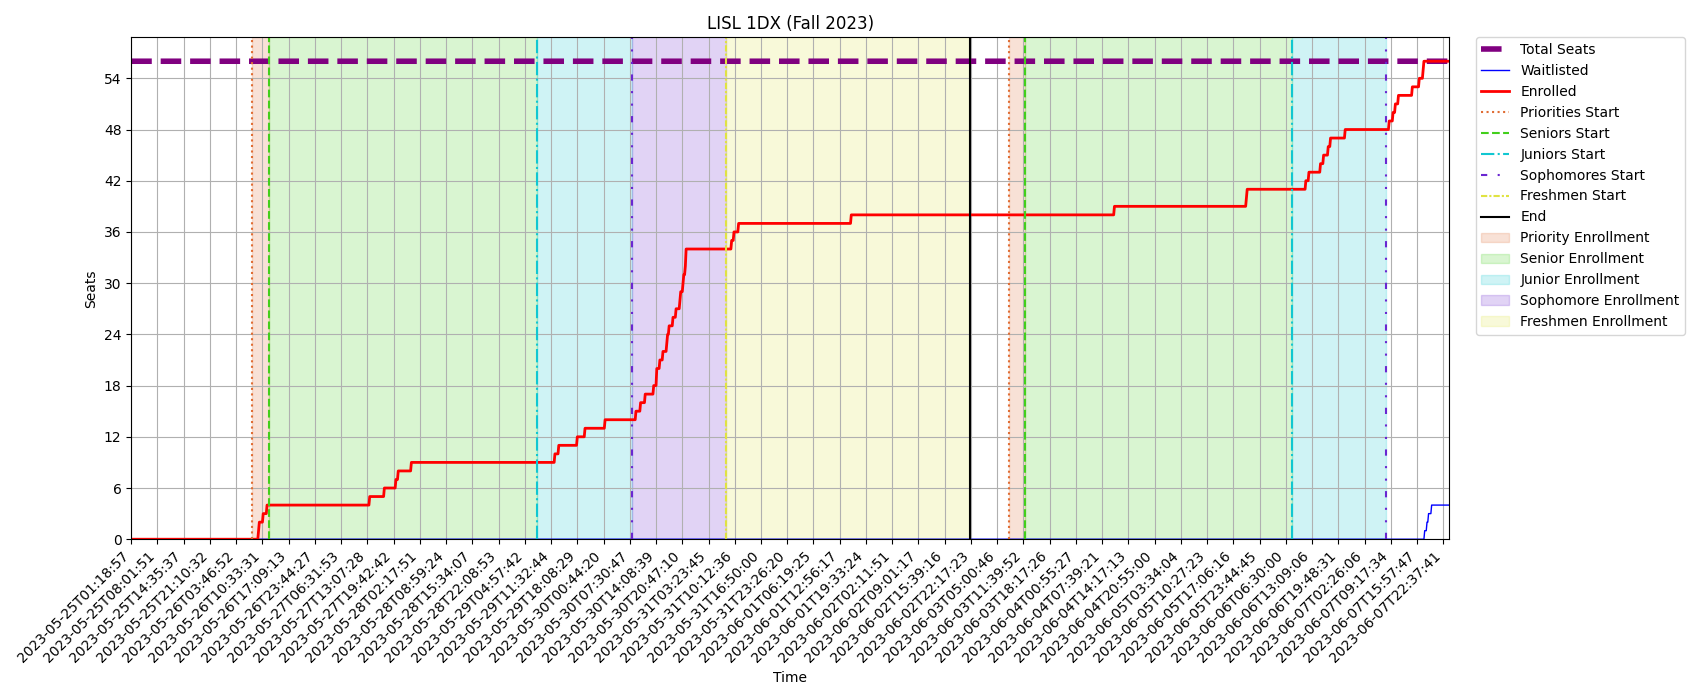 LISL 1DX (Fall 2023)
Total Seats
Waitlisted
Enrolled
Priorities Start
Seniors Start
Juniors Start
Sophomores Start
Freshmen Start
End
Priority Enrollment
Senior Enrollment
Junior Enrollment
Sophomore Enrollment
Freshmen Enrollment
Seats
54
48
42
36
30
24
18
12
6
0
2023-05-25T01:18:57
2023-05-25T08:01:51
2023-05-25T14:35:37
2023-05-25T21:10:32
2023-05-26T03:46:52
2023-05-26T10:33:31
2023-05-26T17:09:13
2023-05-26T23:44:27
2023-05-27T06:31:53
2023-05-27T13:07:28
2023-05-27T19:42:42
2023-05-28T02:17:51
2023-05-28T08:59:24
2023-05-28T15:34:07
2023-05-28T22:08:53
2023-05-29T04:57:42
2023-05-29T11:32:44
2023-05-29T18:08:29
2023-05-30T00:44:20
2023-05-30T07:30:47
2023-05-30T14:08:39
2023-05-30T20:47:10
2023-05-31T03:23:45
2023-05-31T10:12:36
2023-05-31T16:50:00
2023-05-31T23:26:20
2023-06-01T06:19:25
2023-06-01T12:56:17
2023-06-01T19:33:24
2023-06-02T02:11:51
2023-06-02T09:01:17
2023-06-02T15:39:16
2023-06-02T22:17:23
2023-06-03T05:00:46
2023-06-03T11:39:52
2023-06-03T18:17:26
2023-06-04T00:55:27
2023-06-04T07:39:21
2023-06-04T14:17:13
2023-06-04T20:55:00
2023-06-05T03:34:04
2023-06-05T10:27:23
2023-06-05T17:06:16
2023-06-05T23:44:45
2023-06-06T06:30:00
2023-06-06T13:09:06
2023-06-06T19:48:31
2023-06-07T02:26:06
2023-06-07T09:17:34
2023-06-07T15:57:47
2023-06-07T22:37:41
Time